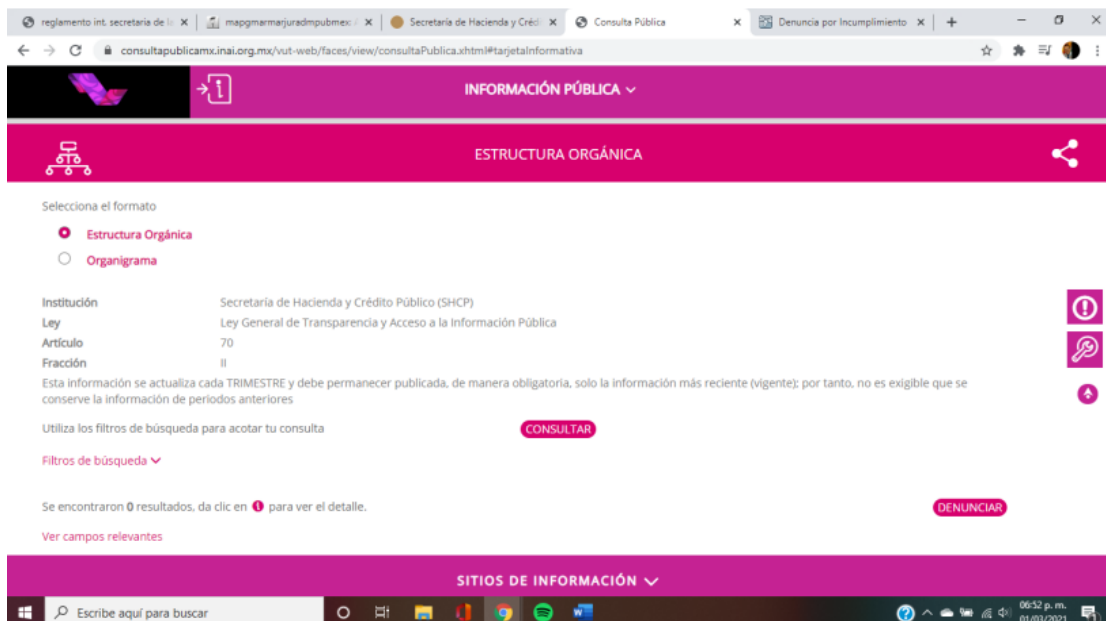 reglamento int. secretaria de la
mapgmarmarjuradmpubmex: /
Secretaría de Hacienda y Crédi
Consulta Pública
Denuncia por Incumplimiento
consultapublicamx.inai.org.mx/vut-web/faces/view/consultaPublica.xhtml#tarjetaInformativa
INFORMACIÓN PÚBLICA
ESTRUCTURA ORGÁNICA
Selecciona el formato
Estructura Orgánica
Organigrama
Institución Secretaría de Hacienda y Crédito Público (SHCP)
Ley Ley General de Transparencia y Acceso a la Información Pública
Artículo 70
Fracción II
Esta información se actualiza cada TRIMESTRE y debe permanecer publicada, de manera obligatoria, solo la información más reciente (vigente); por tanto, no es exigible que se
conserve la información de periodos anteriores
Utiliza los filtros de búsqueda para acotar tu consulta CONSULTAR
Filtros de búsqueda
Se encontraron 0 resultados, da clic en i para ver el detalle. DENUNCIAR
Ver campos relevantes
SITIOS DE INFORMACIÓN
Escribe aquí para buscar
06:52 p. m.
01/03/2021